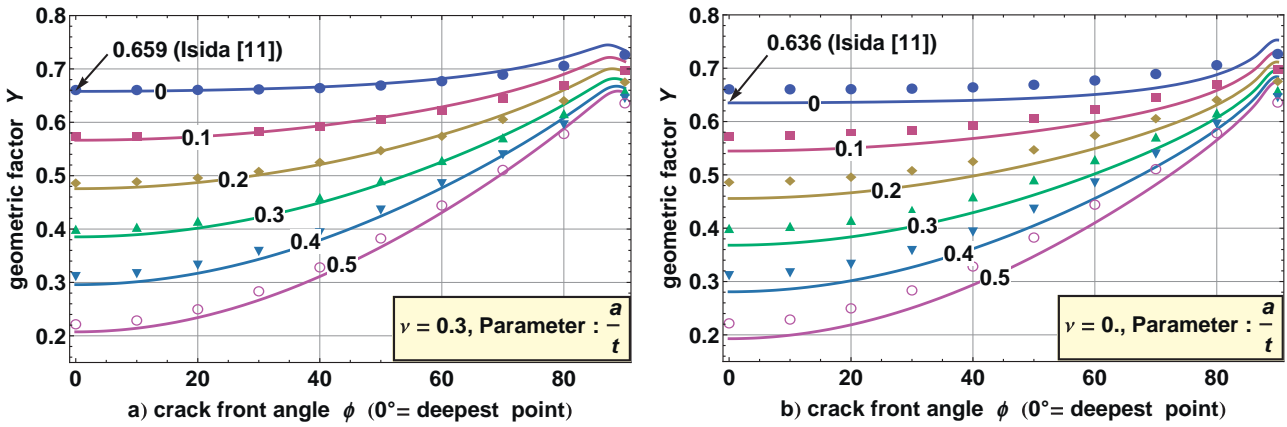 geometric factor Y
0.8
0.7
0.6
0.5
0.4
0.3
0.2
0.659 (Isida [11])
0
0.1
0.2
0.3
0.4
0.5
ν = 0.3, Parameter : a/t
0 20 40 60 80
a) crack front angle ϕ (0°= deepest point)
geometric factor Y
0.8
0.7
0.6
0.5
0.4
0.3
0.2
0.636 (Isida [11])
0
0.1
0.2
0.3
0.4
0.5
ν = 0., Parameter : a/t
0 20 40 60 80
b) crack front angle ϕ (0°= deepest point)